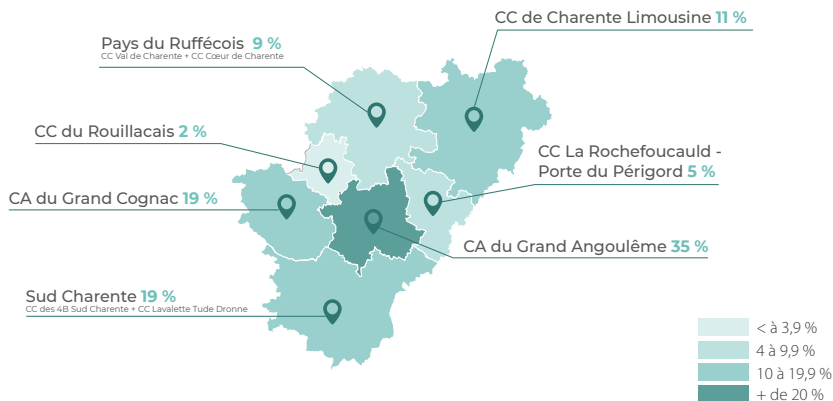 CC de Charente Limousine 11 %
Pays du Ruffécois 9 %
CC Val de Charente + CC Cœur de Charente
CC du Rouillacais 2 %
CC La Rochefoucauld -
Porte du Périgord 5 %
CA du Grand Cognac 19 %
CA du Grand Angoulême 35 %
Sud Charente 19 %
CC des 4B Sud Charente + CC Lavalette Tude Dronne
< à 3,9 %
4 à 9,9 %
10 à 19,9 %
+ de 20 %